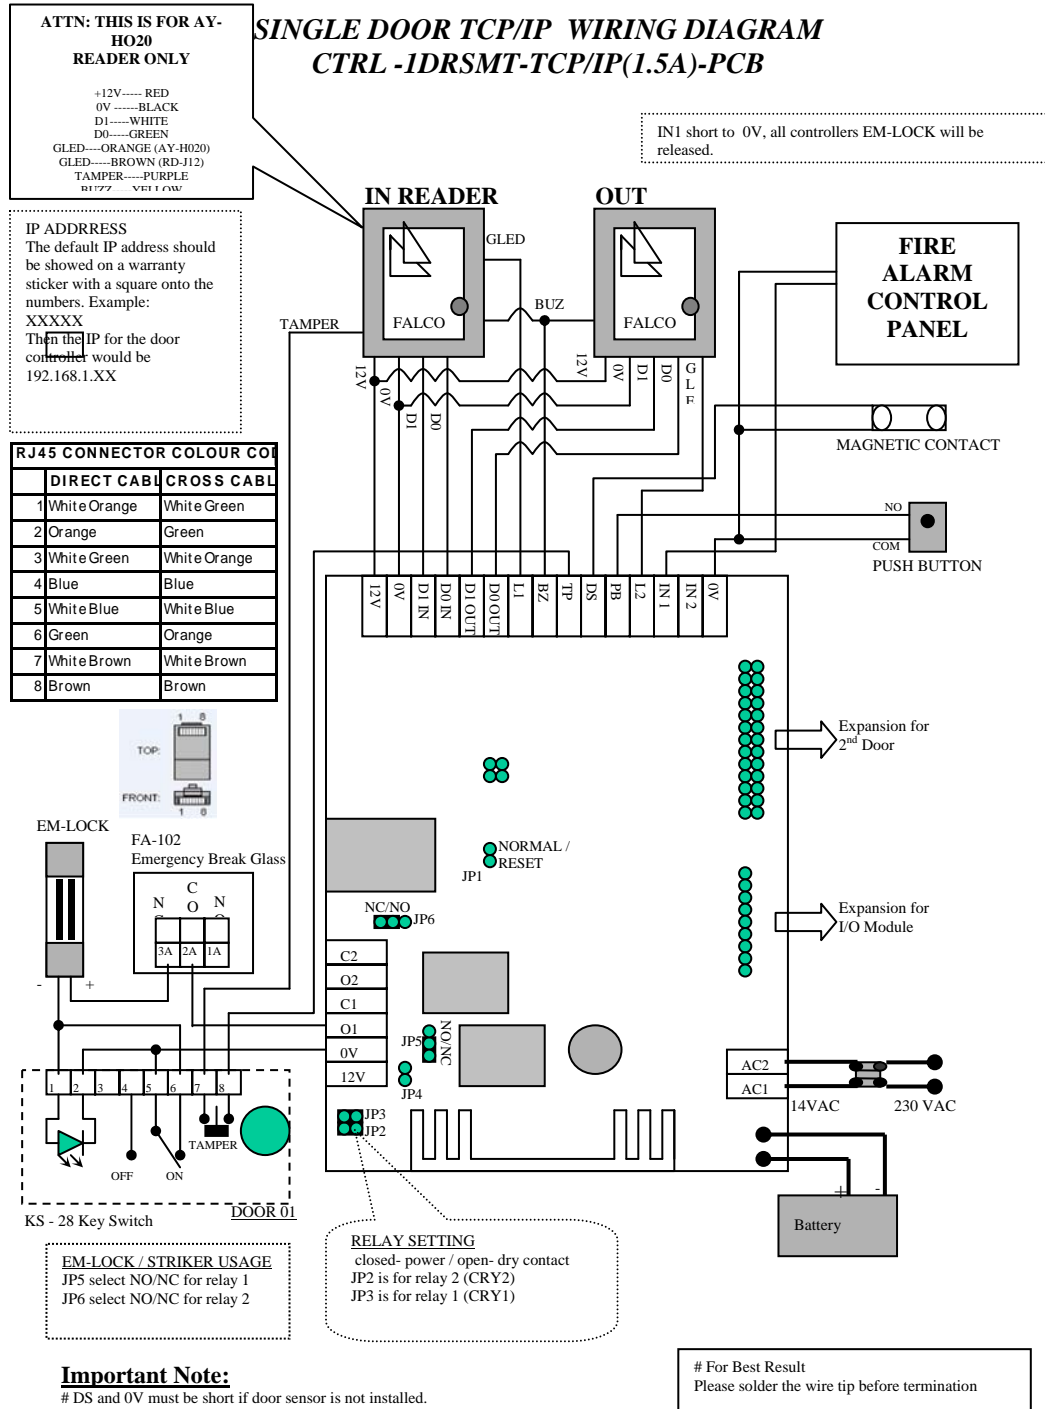 ATTN: THIS IS FOR AY-
HO20
READER ONLY
+12V----- RED
0V ------BLACK
D1-----WHITE
D0-----GREEN
GLED----ORANGE (AY-H020)
GLED-----BROWN (RD-J12)
TAMPER-----PURPLE
BUZZ-----YELLOW
SINGLE DOOR TCP/IP WIRING DIAGRAM
CTRL -1DRSMT-TCP/IP(1.5A)-PCB
IN1 short to 0V, all controllers EM-LOCK will be
released.
IP ADDRRESS
The default IP address should
be showed on a warranty
sticker with a square onto the
numbers. Example:
XXXXX
Then the IP for the door
controller would be
192.168.1.XX
IN READER
OUT
GLED
BUZ
TAMPER
FALCO
FALCO
12V
0V
D1
D0
12V
0V
D1
D0
G
L
E
FIRE
ALARM
CONTROL
PANEL
MAGNETIC CONTACT
NO
COM
PUSH BUTTON
RJ45 CONNECTOR COLOUR COD
DIRECT CABL CROSS CABL
1 White Orange White Green
2 Orange Green
3 White Green White Orange
4 Blue Blue
5 White Blue White Blue
6 Green Orange
7 White Brown White Brown
8 Brown Brown
12V
0V
D1 IN
D0 IN
D1 OUT
D0 OUT
L1
BZ
TP
DS
PB
L2
IN 1
IN 2
0V
1 8
TOP:
FRONT:
1 8
Expansion for
2nd Door
NORMAL /
RESET
JP1
Expansion for
I/O Module
EM-LOCK
- +
FA-102
Emergency Break Glass
N
C
O
N
3A 2A 1A
NC/NO
JP6
C2
O2
C1
O1
0V
12V
JP5
NO/NC
JP4
JP3
JP2
AC2
AC1
14VAC
230 VAC
1 2 3 4 5 6 7 8
OFF
ON
TAMPER
KS - 28 Key Switch
DOOR 01
+ -
Battery
EM-LOCK / STRIKER USAGE
JP5 select NO/NC for relay 1
JP6 select NO/NC for relay 2
RELAY SETTING
closed- power / open- dry contact
JP2 is for relay 2 (CRY2)
JP3 is for relay 1 (CRY1)
Important Note:
# DS and 0V must be short if door sensor is not installed.
# For Best Result
Please solder the wire tip before termination